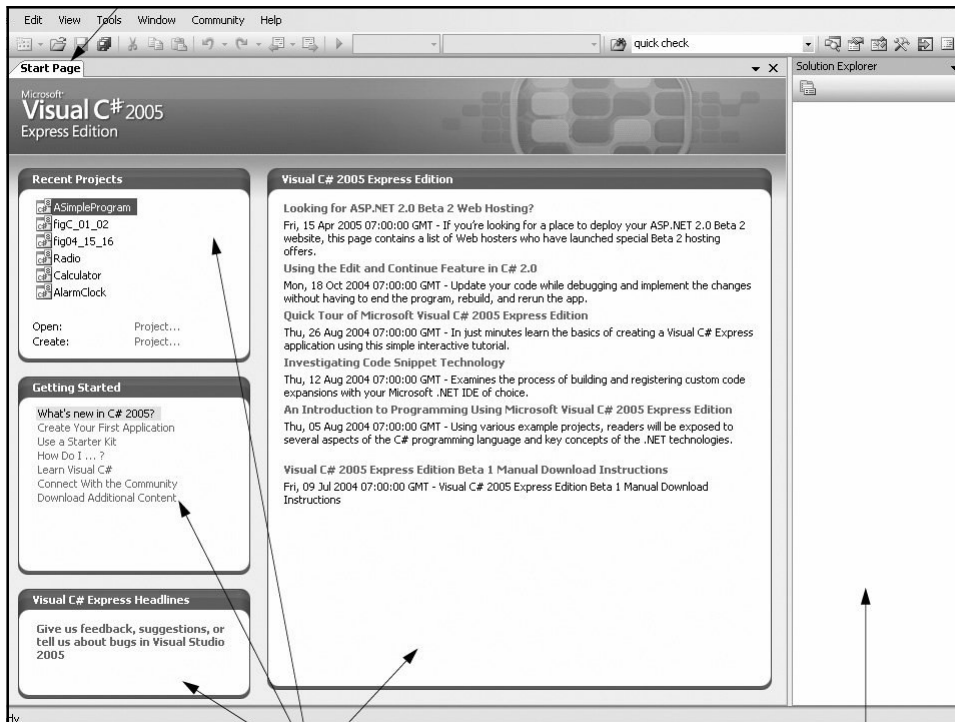 Edit View Tools Window Community Help
quick check
Start Page
Solution Explorer
Microsoft
Visual C# 2005
Express Edition
Recent Projects
ASimpleProgram
figC_01_02
fig04_15_16
Radio
Calculator
AlarmClock
Open: Project...
Create: Project...
Getting Started
What's new in C# 2005?
Create Your First Application
Use a Starter Kit
How Do I ... ?
Learn Visual C#
Connect With the Community
Download Additional Content
Visual C# Express Headlines
Give us feedback, suggestions, or
tell us about bugs in Visual Studio
2005
Visual C# 2005 Express Edition
Looking for ASP.NET 2.0 Beta 2 Web Hosting?
Fri, 15 Apr 2005 07:00:00 GMT - If you're looking for a place to deploy your ASP.NET 2.0 Beta 2
website, this page contains a list of Web hosters who have launched special Beta 2 hosting
offers.
Using the Edit and Continue Feature in C# 2.0
Mon, 18 Oct 2004 07:00:00 GMT - Update your code while debugging and implement the changes
without having to end the program, rebuild, and rerun the app.
Quick Tour of Microsoft Visual C# 2005 Express Edition
Thu, 26 Aug 2004 07:00:00 GMT - In just minutes learn the basics of creating a Visual C# Express
application using this simple interactive tutorial.
Investigating Code Snippet Technology
Thu, 12 Aug 2004 07:00:00 GMT - Examines the process of building and registering custom code
expansions with your Microsoft .NET IDE of choice.
An Introduction to Programming Using Microsoft Visual C# 2005 Express Edition
Thu, 05 Aug 2004 07:00:00 GMT - Using various example projects, readers will be exposed to
several aspects of the C# programming language and key concepts of the .NET technologies.
Visual C# 2005 Express Edition Beta 1 Manual Download Instructions
Fri, 09 Jul 2004 07:00:00 GMT - Visual C# 2005 Express Edition Beta 1 Manual Download
Instructions